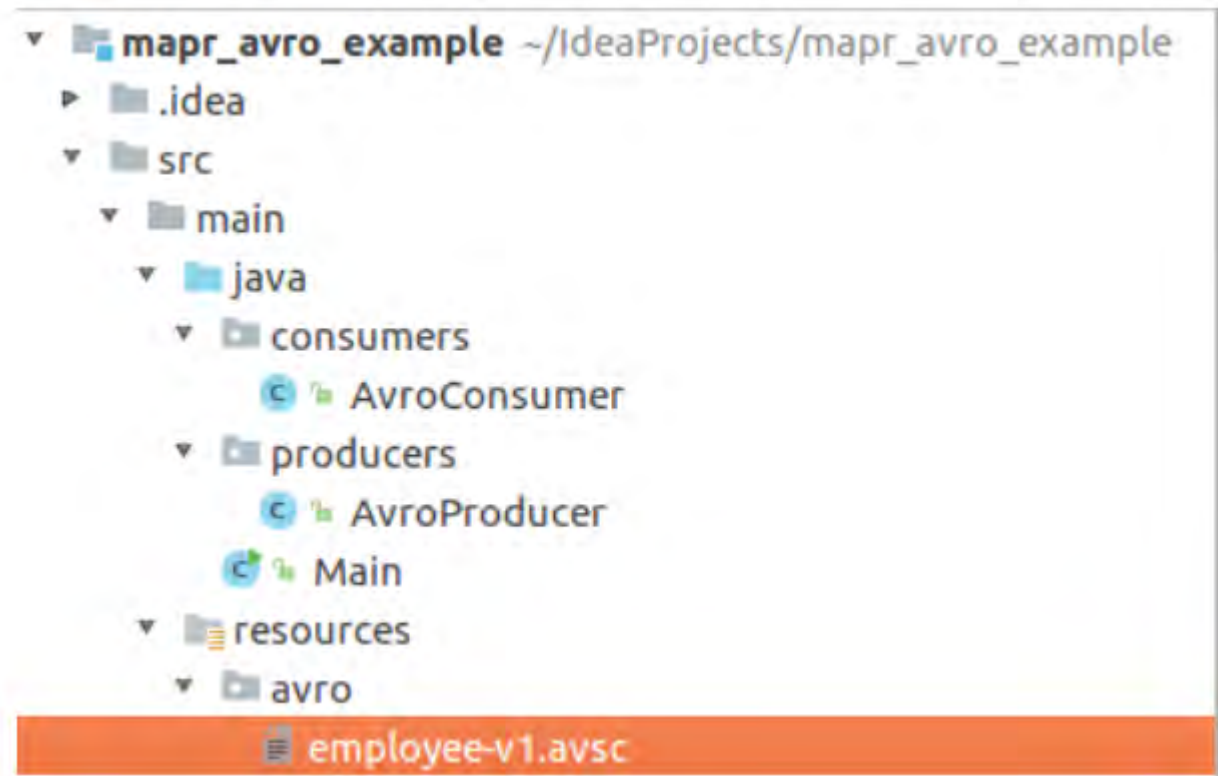 mapr_avro_example ~/IdeaProjects/mapr_avro_example
.idea
src
main
java
consumers
AvroConsumer
producers
AvroProducer
Main
resources
avro
employee-v1.avsc